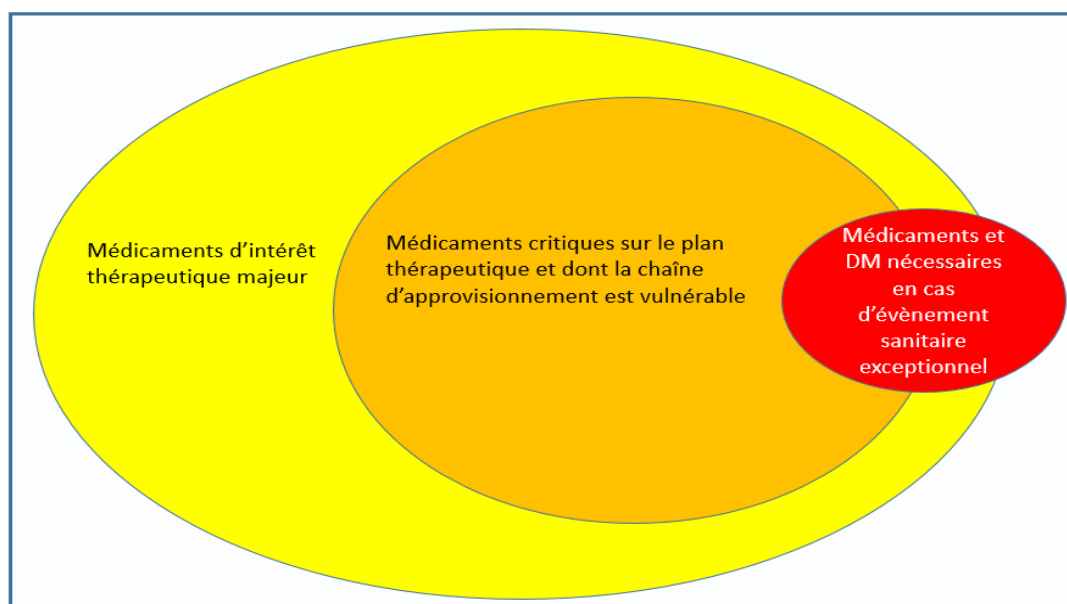 Médicaments d’intérêt
thérapeutique majeur
Médicaments critiques sur le plan
thérapeutique et dont la chaîne
d’approvisionnement est vulnérable
Médicaments et
DM nécessaires
en cas
d’évènement
sanitaire
exceptionnel